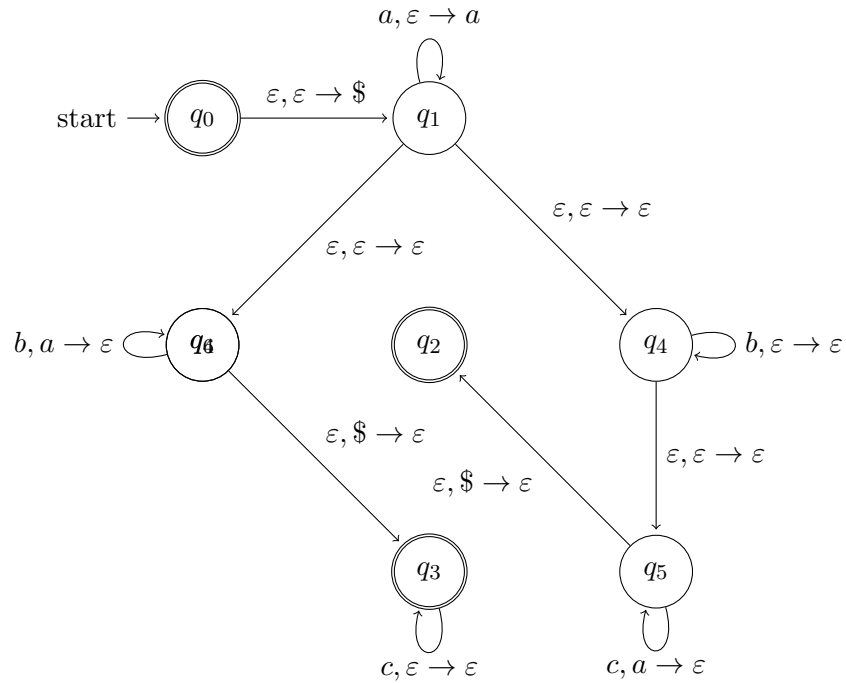 a, ε → a
start
q₀
ε, ε → $
q₁
ε, ε → ε
ε, ε → ε
b, a → ε
q₂
q₄
b, ε → ε
ε, $ → ε
ε, ε → ε
ε, $ → ε
q₃
q₅
c, ε → ε
c, a → ε